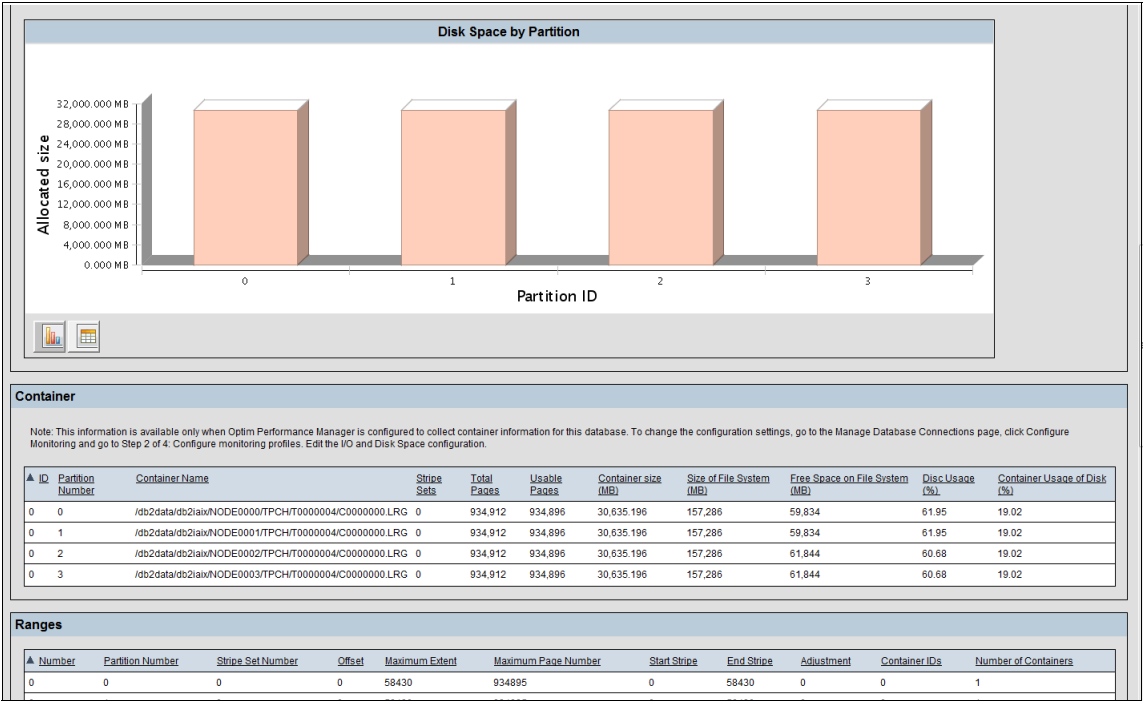 Disk Space by Partition
32,000.000 MB
28,000.000 MB
24,000.000 MB
20,000.000 MB
16,000.000 MB
12,000.000 MB
8,000.000 MB
4,000.000 MB
0.000 MB
Allocated size
0 1 2 3
Partition ID
Container
Note: This information is available only when Optim Performance Manager is configured to collect container information for this database. To change the configuration settings, go to the Manage Database Connections page, click Configure
Monitoring and go to Step 2 of 4: Configure monitoring profiles. Edit the I/O and Disk Space configuration.
ID Partition Number Container Name Stripe Sets Total Pages Usable Pages Container size (MB) Size of File System (MB) Free Space on File System (MB) Disc Usage (%) Container Usage of Disk (%)
0 0 /db2data/db2iaix/NODE0000/TPCH/T0000004/C0000000.LRG 0 934,912 934,896 30,635.196 157,286 59,834 61.95 19.02
0 1 /db2data/db2iaix/NODE0001/TPCH/T0000004/C0000000.LRG 0 934,912 934,896 30,635.196 157,286 59,834 61.95 19.02
0 2 /db2data/db2iaix/NODE0002/TPCH/T0000004/C0000000.LRG 0 934,912 934,896 30,635.196 157,286 61,844 60.68 19.02
0 3 /db2data/db2iaix/NODE0003/TPCH/T0000004/C0000000.LRG 0 934,912 934,896 30,635.196 157,286 61,844 60.68 19.02
Ranges
Number Partition Number Stripe Set Number Offset Maximum Extent Maximum Page Number Start Stripe End Stripe Adjustment Container IDs Number of Containers
0 0 0 0 58430 934895 0 58430 0 0 1